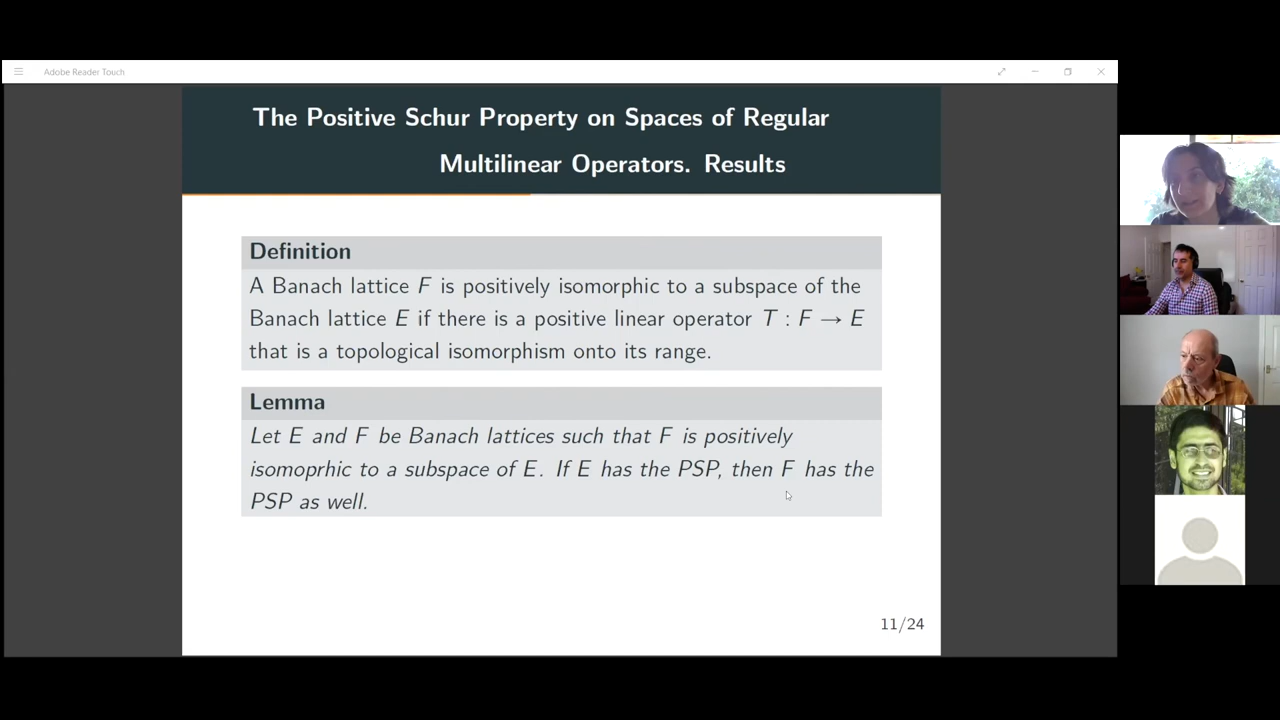 Adobe Reader Touch
The Positive Schur Property on Spaces of Regular
Multilinear Operators. Results
Definition
A Banach lattice F is positively isomorphic to a subspace of the
Banach lattice E if there is a positive linear operator T : F → E
that is a topological isomorphism onto its range.
Lemma
Let E and F be Banach lattices such that F is positively
isomoprhic to a subspace of E. If E has the PSP, then F has the
PSP as well.
11/24